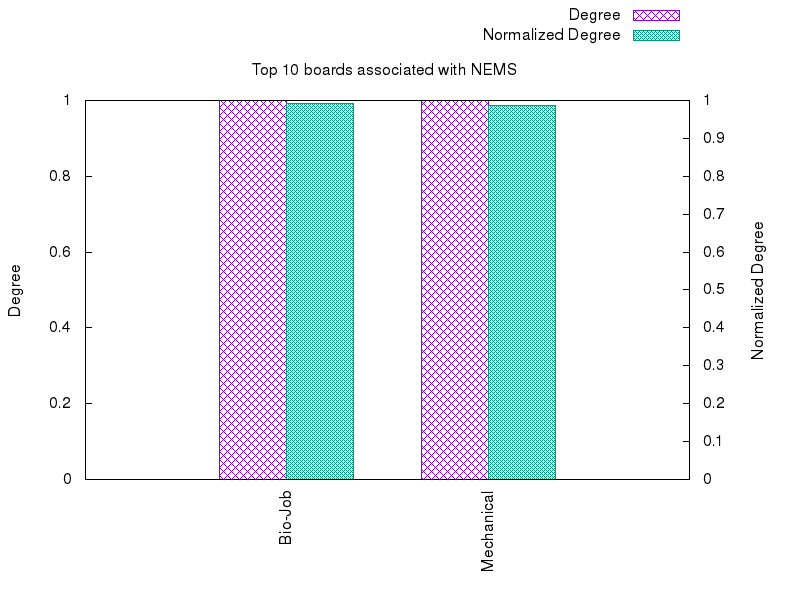 Degree
Normalized Degree
Top 10 boards associated with NEMS
1
0.8
0.6
0.4
0.2
0
1
0.9
0.8
0.7
0.6
0.5
0.4
0.3
0.2
0.1
0
Degree
Normalized Degree
Bio-Job
Mechanical